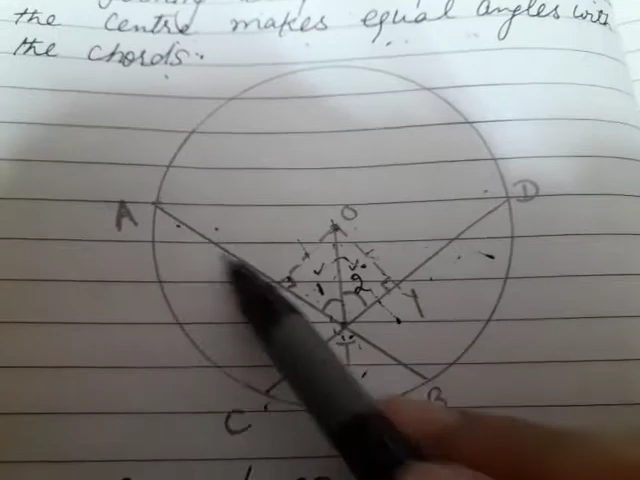 the centre makes equal angles with
the chords.
A
O
D
1
2
Y
T
C
B